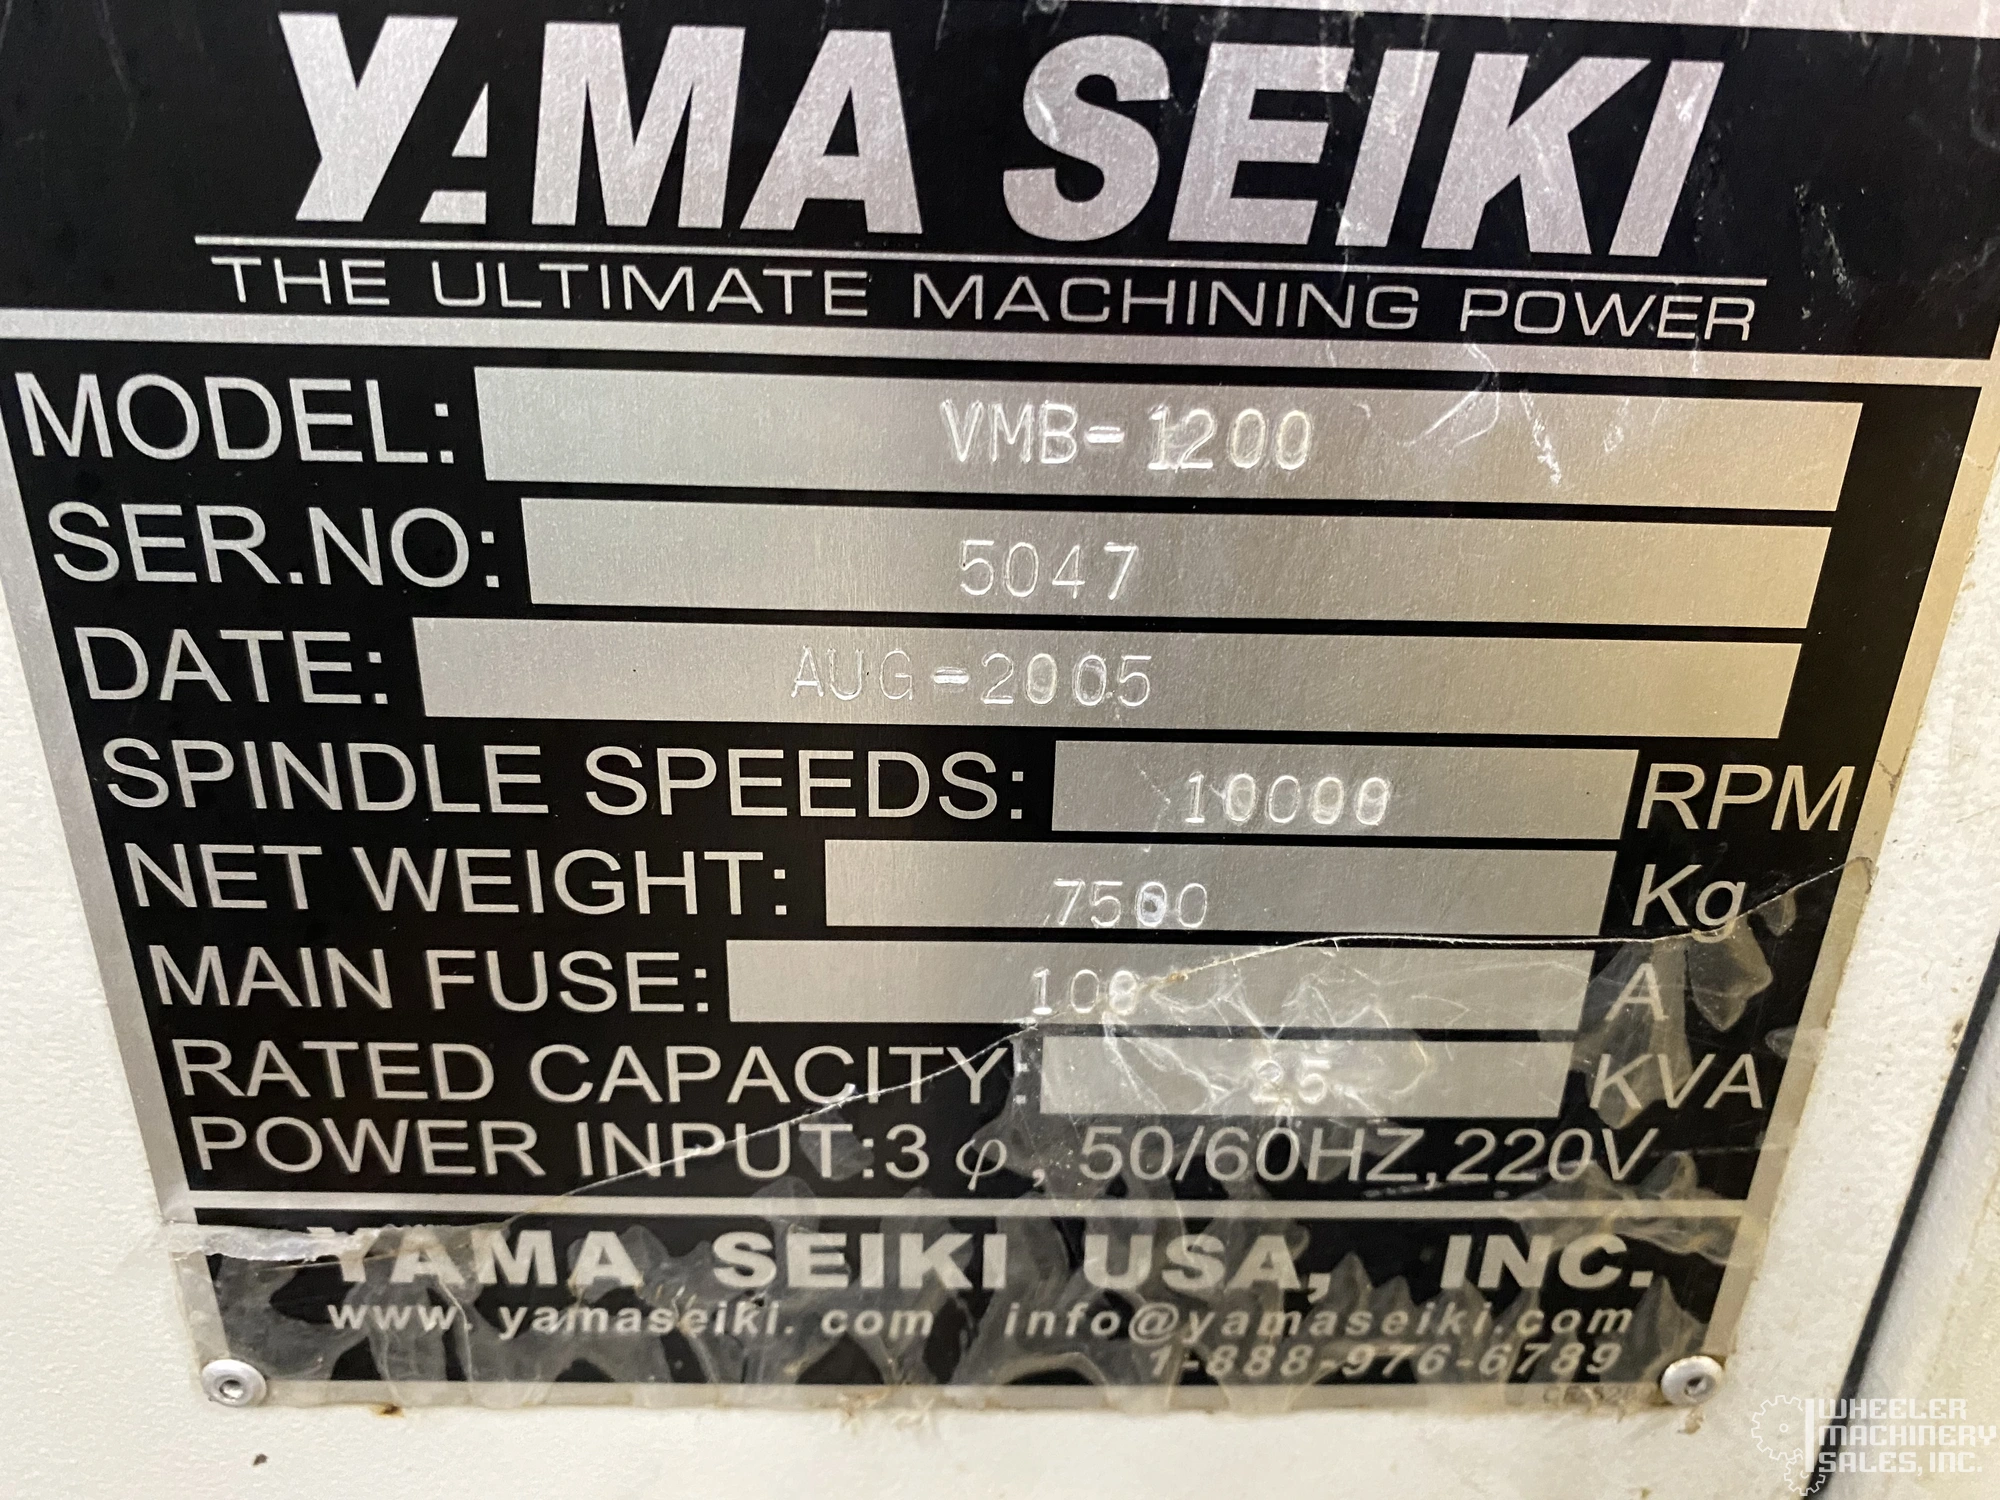 YAMA SEIKI
THE ULTIMATE MACHINING POWER
MODEL: VMB-1200
SER.NO: 5047
DATE: AUG-2005
SPINDLE SPEEDS: 10000 RPM
NET WEIGHT: 7500 Kg
MAIN FUSE: 100 A
RATED CAPACITY: 25 KVA
POWER INPUT:3 φ, 50/60HZ,220V
YAMA SEIKI USA, INC.
www.yamaseiki.com info@yamaseiki.com
1-888-976-6789
WHEELER
MACHINERY
SALES, INC.